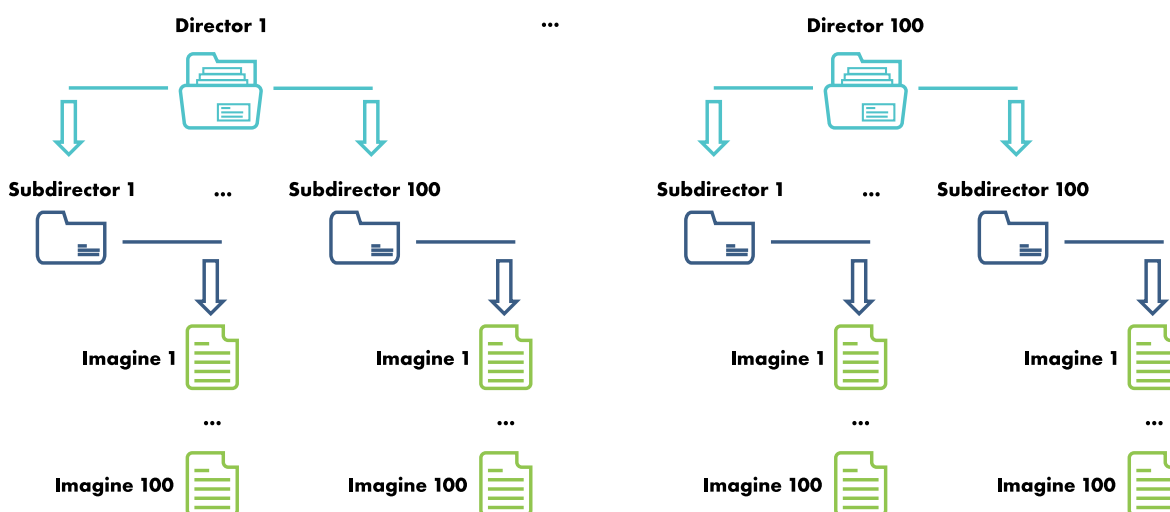 Director 1 ... Director 100
Subdirector 1 ... Subdirector 100 Subdirector 1 ... Subdirector 100
Imagine 1 Imagine 1 Imagine 1 Imagine 1
... ... ... ...
Imagine 100 Imagine 100 Imagine 100 Imagine 100